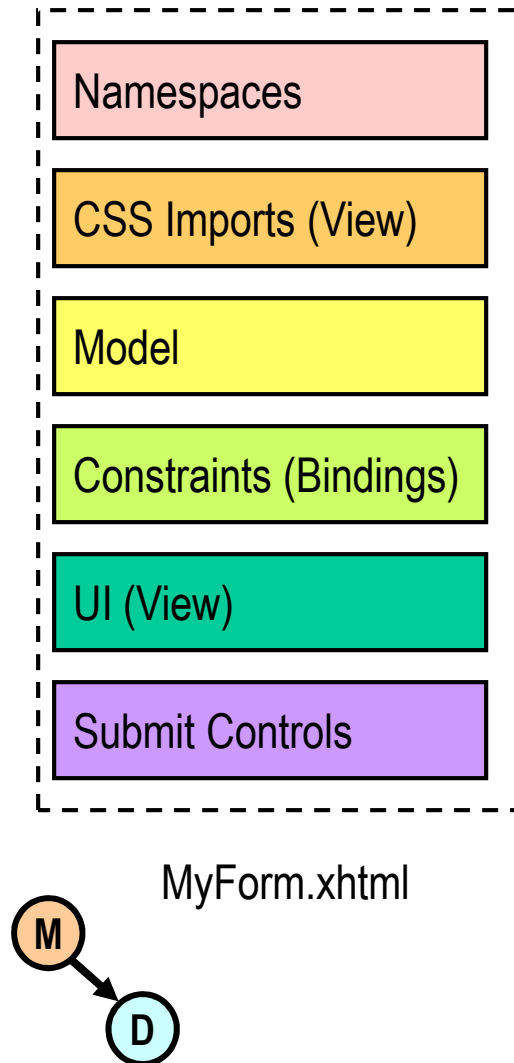 Namespaces
CSS Imports (View)
Model
Constraints (Bindings)
UI (View)
Submit Controls
MyForm.xhtml
M
D